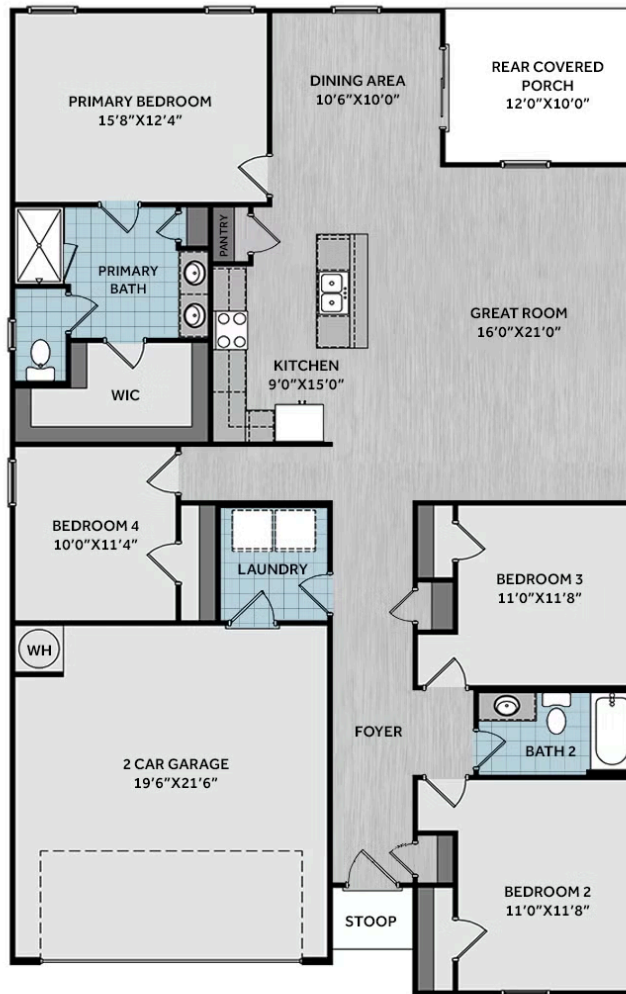 PRIMARY BEDROOM
15'8"X12'4"
DINING AREA
10'6"X10'0"
REAR COVERED
PORCH
12'0"X10'0"
PANTRY
PRIMARY
BATH
GREAT ROOM
16'0"X21'0"
KITCHEN
9'0"X15'0"
WIC
BEDROOM 4
10'0"X11'4"
LAUNDRY
BEDROOM 3
11'0"X11'8"
WH
FOYER
BATH 2
2 CAR GARAGE
19'6"X21'6"
BEDROOM 2
11'0"X11'8"
STOOP